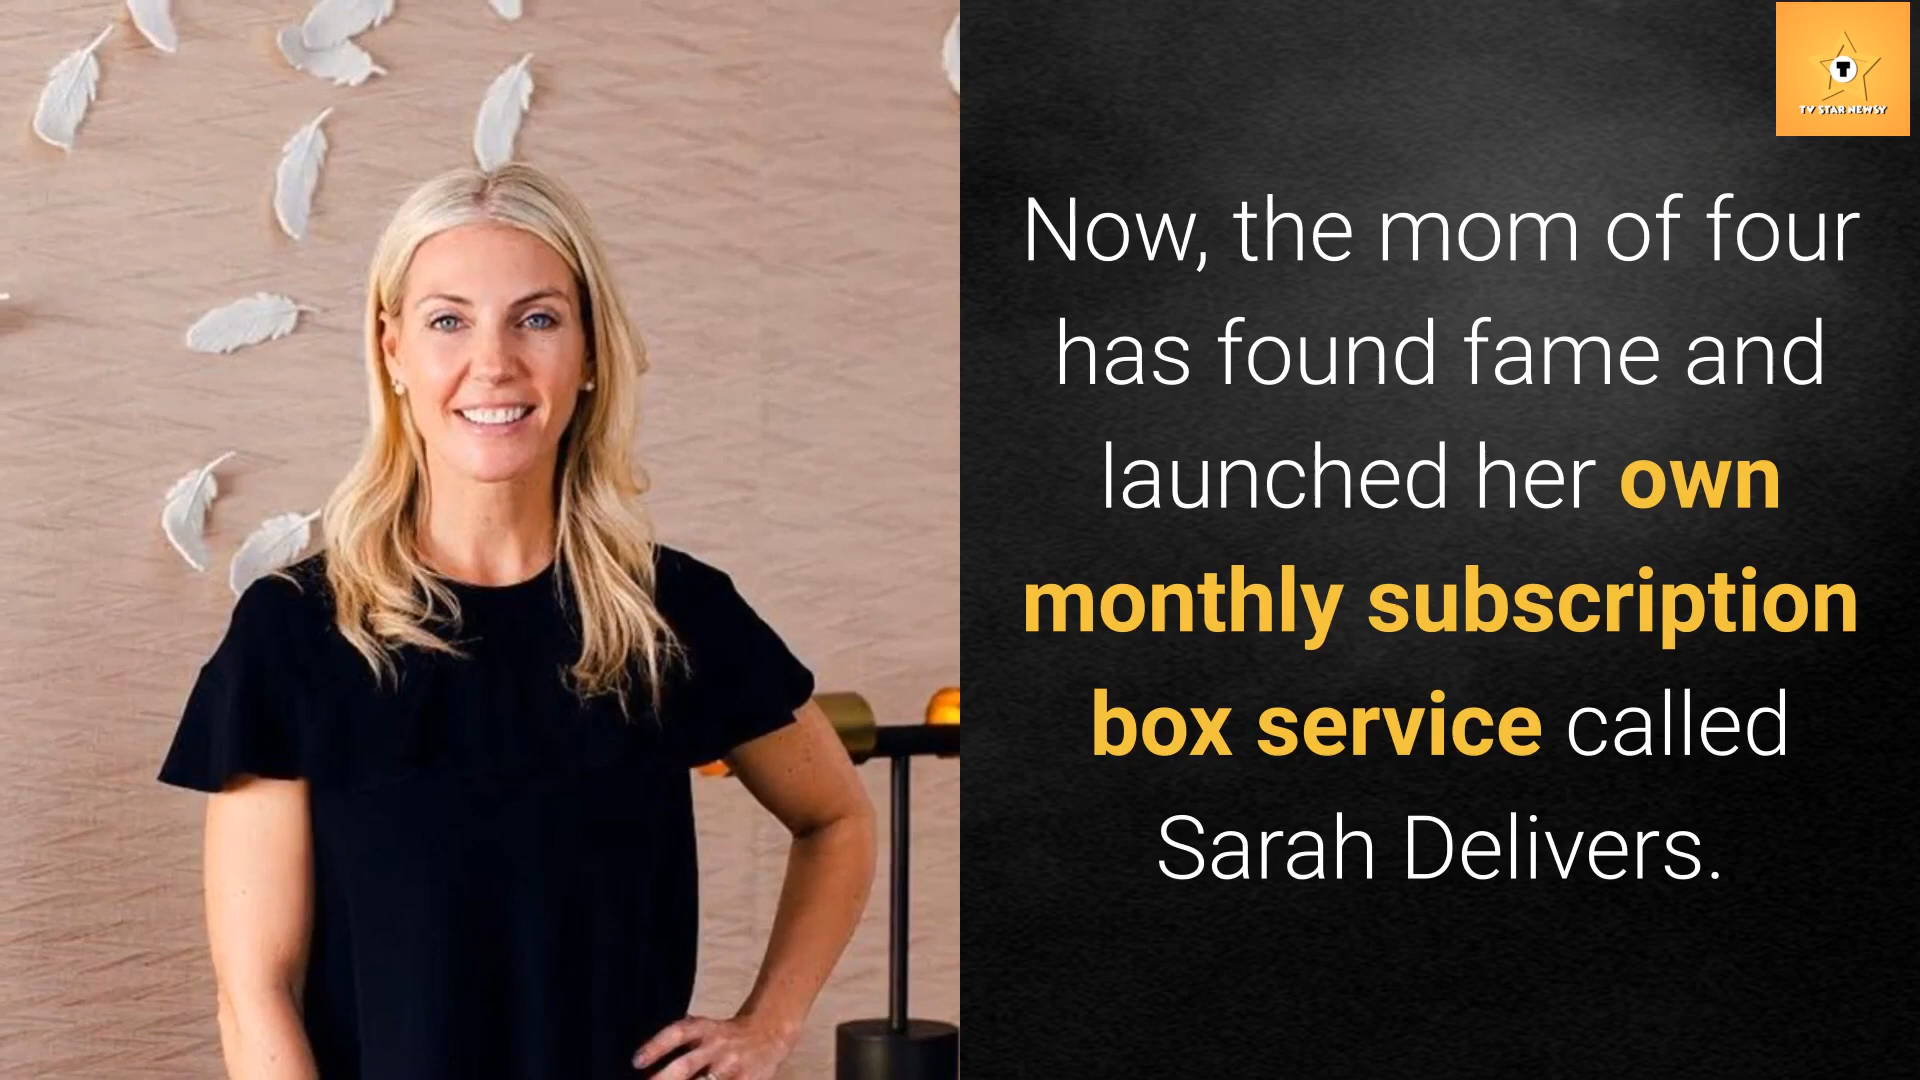 T
TV STAR NEWSY
Now, the mom of four
has found fame and
launched her own
monthly subscription
box service called
Sarah Delivers.